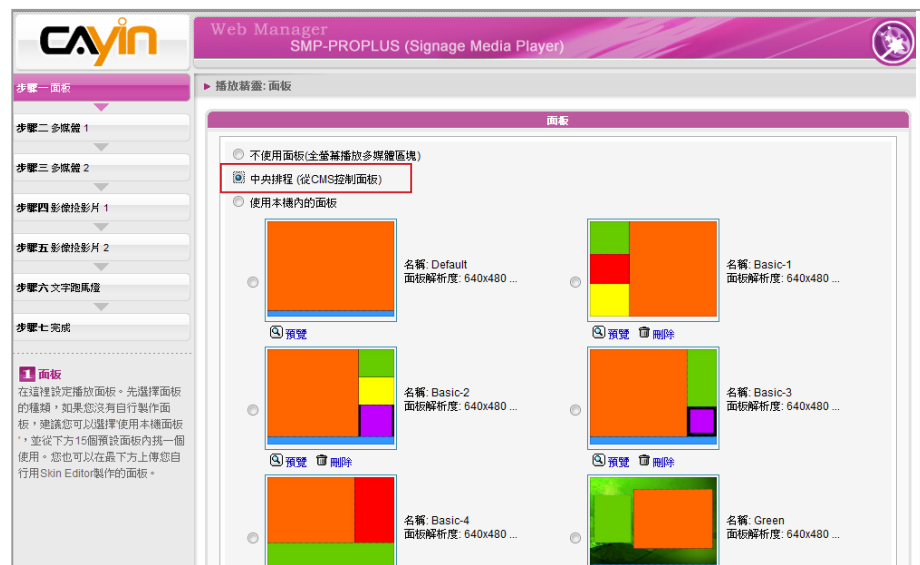 CAYIN
Web Manager
SMP-PROPLUS (Signage Media Player)
步驟一 面板
步驟二 多媒體 1
步驟三 多媒體 2
步驟四 影像投影片 1
步驟五 影像投影片 2
步驟六 文字跑馬燈
步驟七 完成
1 面板
在這裡設定播放面板。先選擇面板
的種類，如果您沒有自行製作面
板，建議您可以選擇'使用本機面板
'，並從下方15個預設面板內挑一個
使用。您也可以在最下方上傳您自
行用Skin Editor製作的面板。
播放精靈: 面板
面板
不使用面板(全螢幕播放多媒體區塊)
中央排程 (從CMS控制面板)
使用本機內的面板
名稱: Default
面板解析度: 640x480 ...
預覽
名稱: Basic-1
面板解析度: 640x480 ...
預覽 刪除
名稱: Basic-2
面板解析度: 640x480 ...
預覽 刪除
名稱: Basic-3
面板解析度: 640x480 ...
預覽 刪除
名稱: Basic-4
面板解析度: 640x480 ...
名稱: Green
面板解析度: 640x480 ...